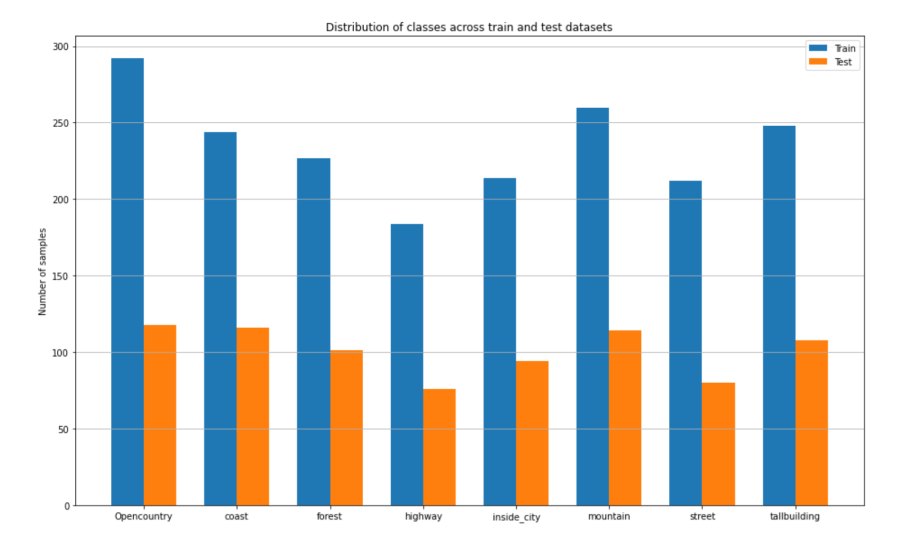 Distribution of classes across train and test datasets
Train
Test
Number of samples
300
250
200
150
100
50
0
Opencountry coast forest highway inside_city mountain street tallbuilding